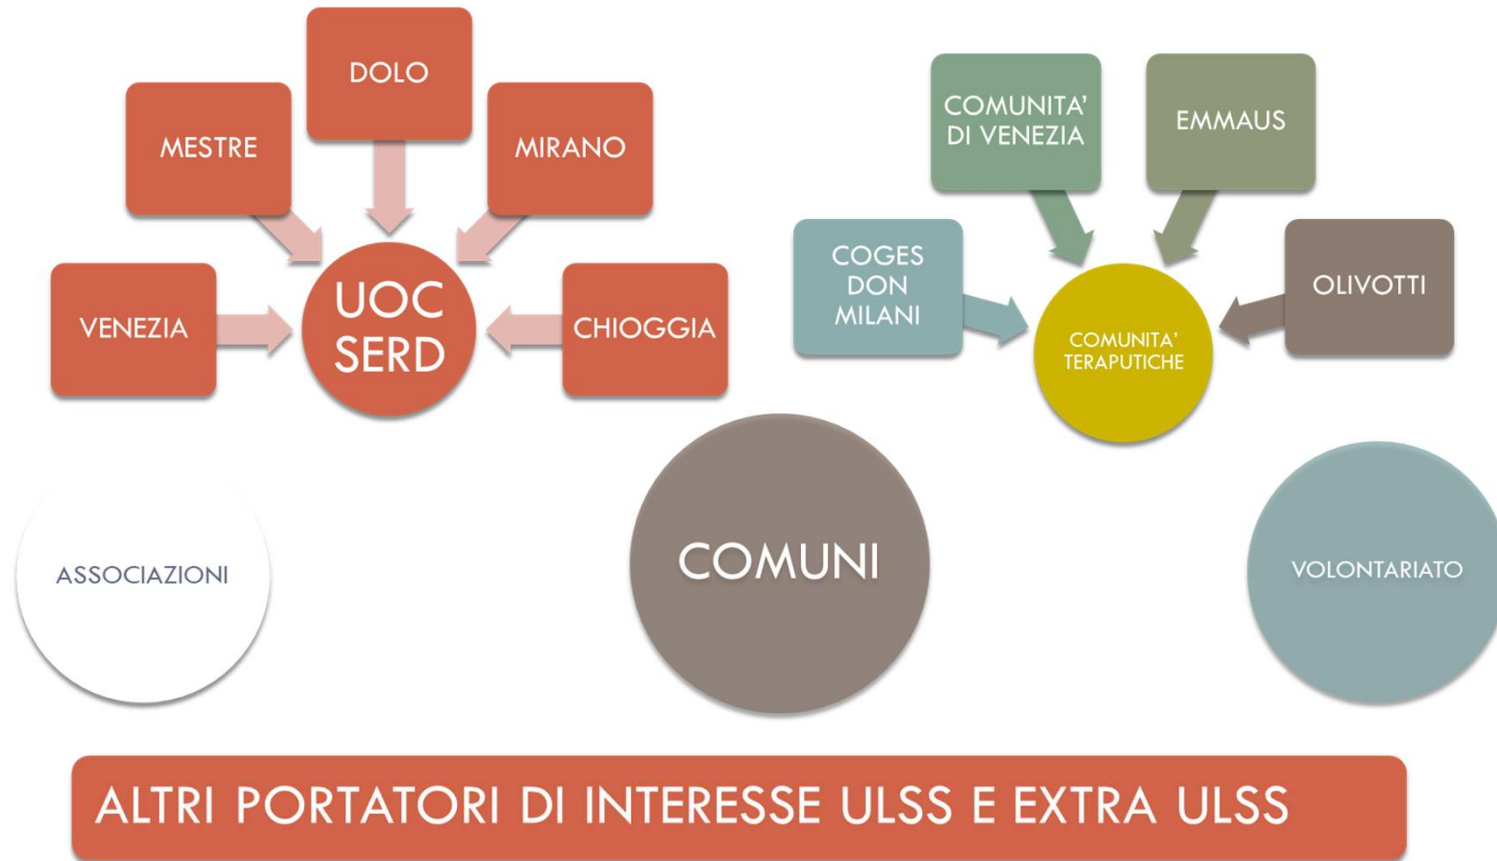 DOLO
MESTRE
MIRANO
VENEZIA
UOC
SERD
CHIOGGIA
COMUNITA’
DI VENEZIA
EMMAUS
COGES
DON
MILANI
OLIVOTTI
COMUNITA’
TERAPUTICHE
ASSOCIAZIONI
COMUNI
VOLONTARIATO
ALTRI PORTATORI DI INTERESSE ULSS E EXTRA ULSS